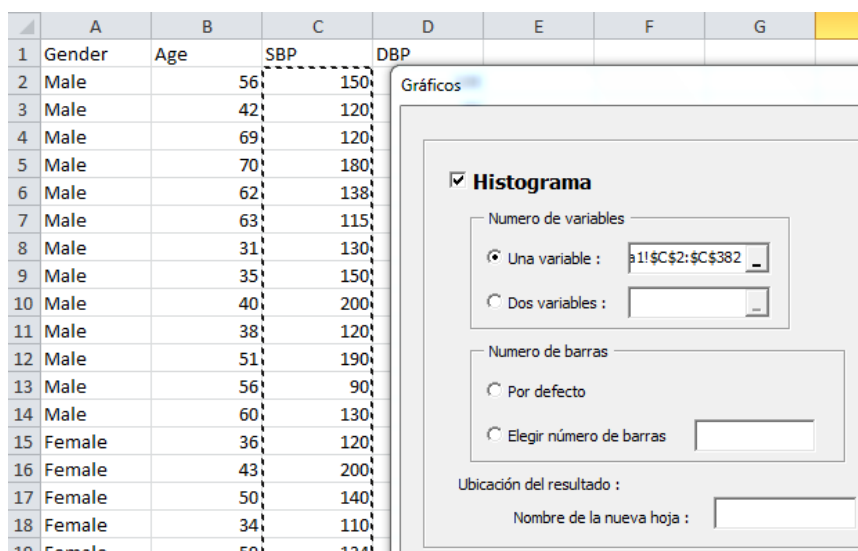 A B C D E F G
1 Gender Age SBP DBP
2 Male 56 150
3 Male 42 120
4 Male 69 120
5 Male 70 180
6 Male 62 138
7 Male 63 115
8 Male 31 130
9 Male 35 150
10 Male 40 200
11 Male 38 120
12 Male 51 190
13 Male 56 90
14 Male 60 130
15 Female 36 120
16 Female 43 200
17 Female 50 140
18 Female 34 110
Gráficos
Histograma
Numero de variables
Una variable : a1!$C$2:$C$382
Dos variables :
Numero de barras
Por defecto
Elegir número de barras
Ubicación del resultado :
Nombre de la nueva hoja :